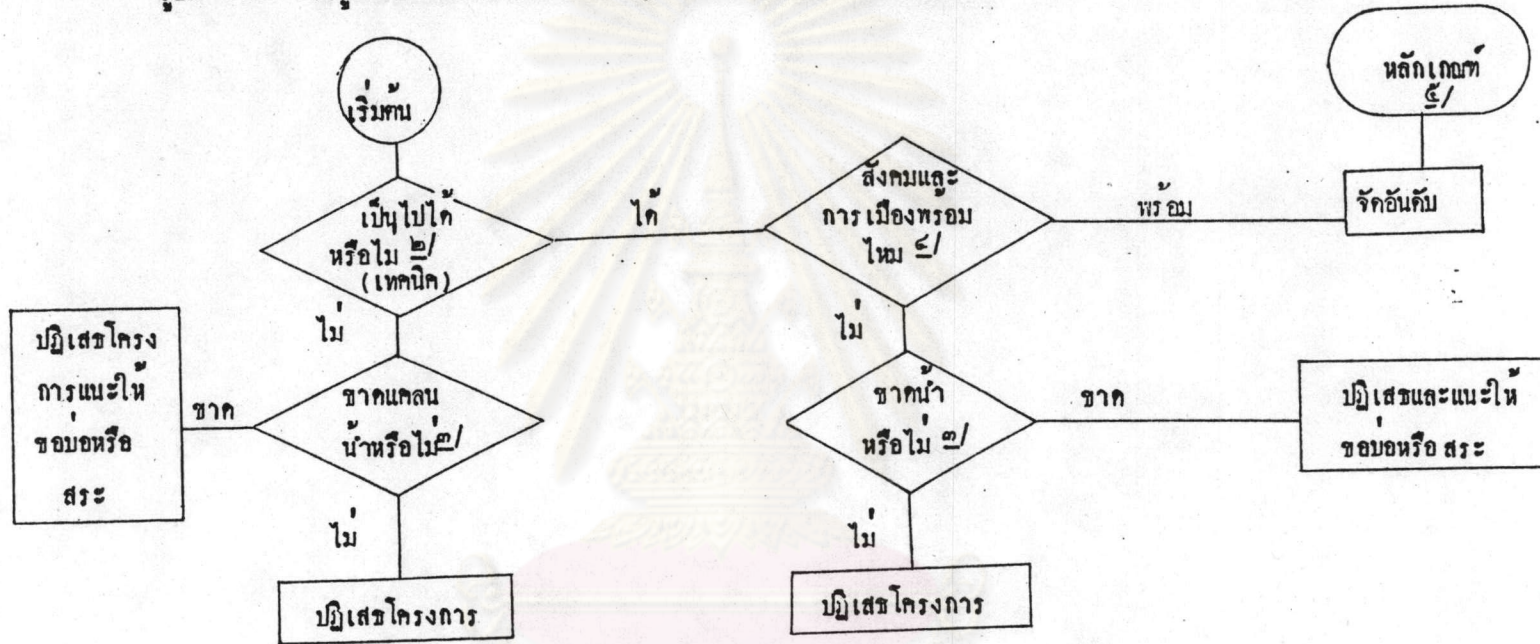 เริ่มต้น
เป็นไปได้
หรือไม่ ๒/
(เทคนิค)
ได้
สังคมและ
การเมืองพร้อม
ไหม ๔/
พร้อม
จัดอันดับ
หลักเกณฑ์
๕/
ไม่
ขาดแคลน
น้ำหรือไม่ ๓/
ขาด
ปฏิเสธโครง
การแนะให้
ขอบ่อหรือ
สระ
ไม่
ปฏิเสธโครงการ
ไม่
ขาดน้ำ
หรือไม่ ๓/
ขาด
ปฏิเสธและแนะให้
ขอบ่อหรือ สระ
ไม่
ปฏิเสธโครงการ